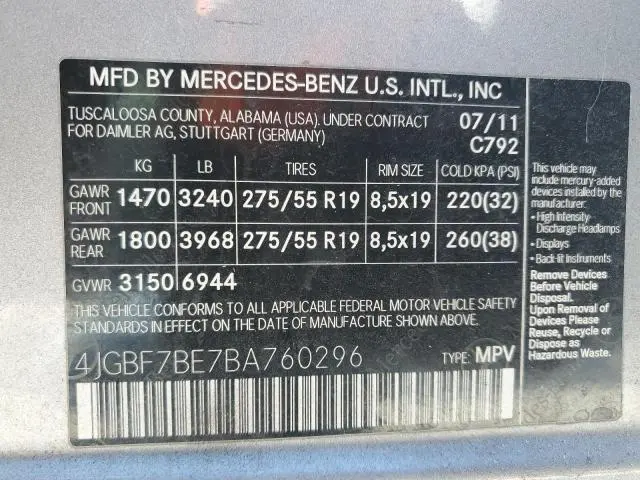 MFD BY MERCEDES-BENZ U.S. INTL., INC
TUSCALOOSA COUNTY, ALABAMA (USA). UNDER CONTRACT
FOR DAIMLER AG, STUTTGART (GERMANY)
07/11
C792
KG LB TIRES RIM SIZE COLD KPA (PSI)
GAWR FRONT 1470 3240 275/55 R19 8,5x19 220(32)
GAWR REAR 1800 3968 275/55 R19 8,5x19 260(38)
GVWR 3150 6944
THIS VEHICLE CONFORMS TO ALL APPLICABLE FEDERAL MOTOR VEHICLE SAFETY
STANDARDS IN EFFECT ON THE DATE OF MANUFACTURE SHOWN ABOVE.
4JGBF7BE7BA760296
TYPE: MPV
This vehicle may
include mercury-added
devices installed by the
manufacturer:
• High Intensity
Discharge Headlamps
• Displays
• Back-lit Instruments
Remove Devices
Before Vehicle
Disposal.
Upon Removal of
Devices Please
Reuse, Recycle or
Dispose as
Hazardous Waste.